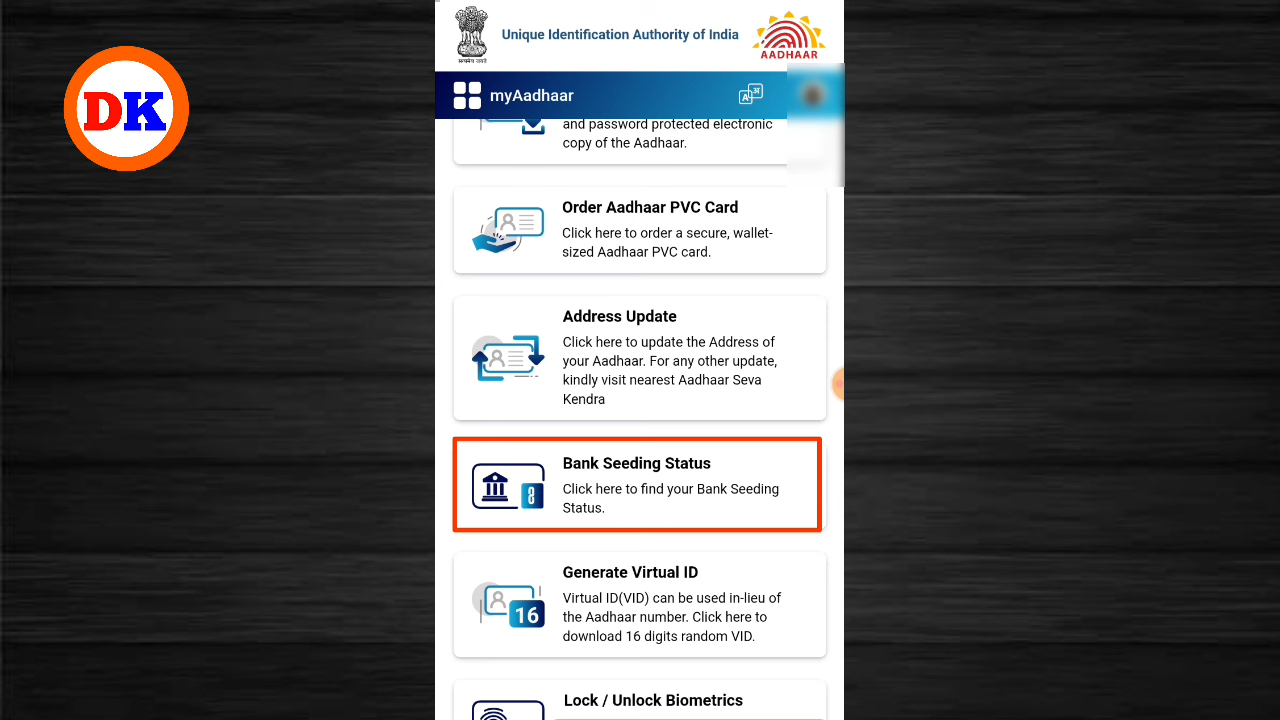 DK
सत्यमेव जयते
Unique Identification Authority of India
AADHAAR
myAadhaar
A अ
and password protected electronic
copy of the Aadhaar.
Order Aadhaar PVC Card
Click here to order a secure, wallet-
sized Aadhaar PVC card.
Address Update
Click here to update the Address of
your Aadhaar. For any other update,
kindly visit nearest Aadhaar Seva
Kendra
Bank Seeding Status
Click here to find your Bank Seeding
Status.
8
Generate Virtual ID
Virtual ID(VID) can be used in-lieu of
the Aadhaar number. Click here to
download 16 digits random VID.
16
Lock / Unlock Biometrics